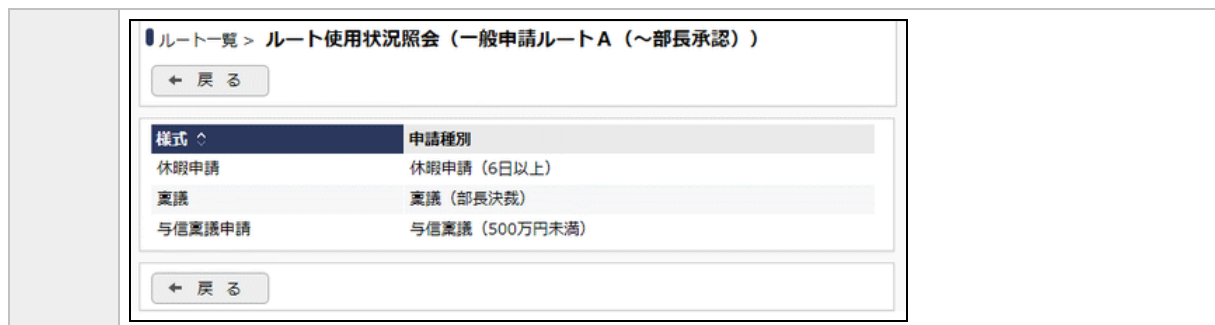 ルート一覧 > ルート使用状況照会（一般申請ルートA（～部長承認））
← 戻 る
様式 申請種別
休暇申請 休暇申請（6日以上）
稟議 稟議（部長決裁）
与信稟議申請 与信稟議（500万円未満）
← 戻 る